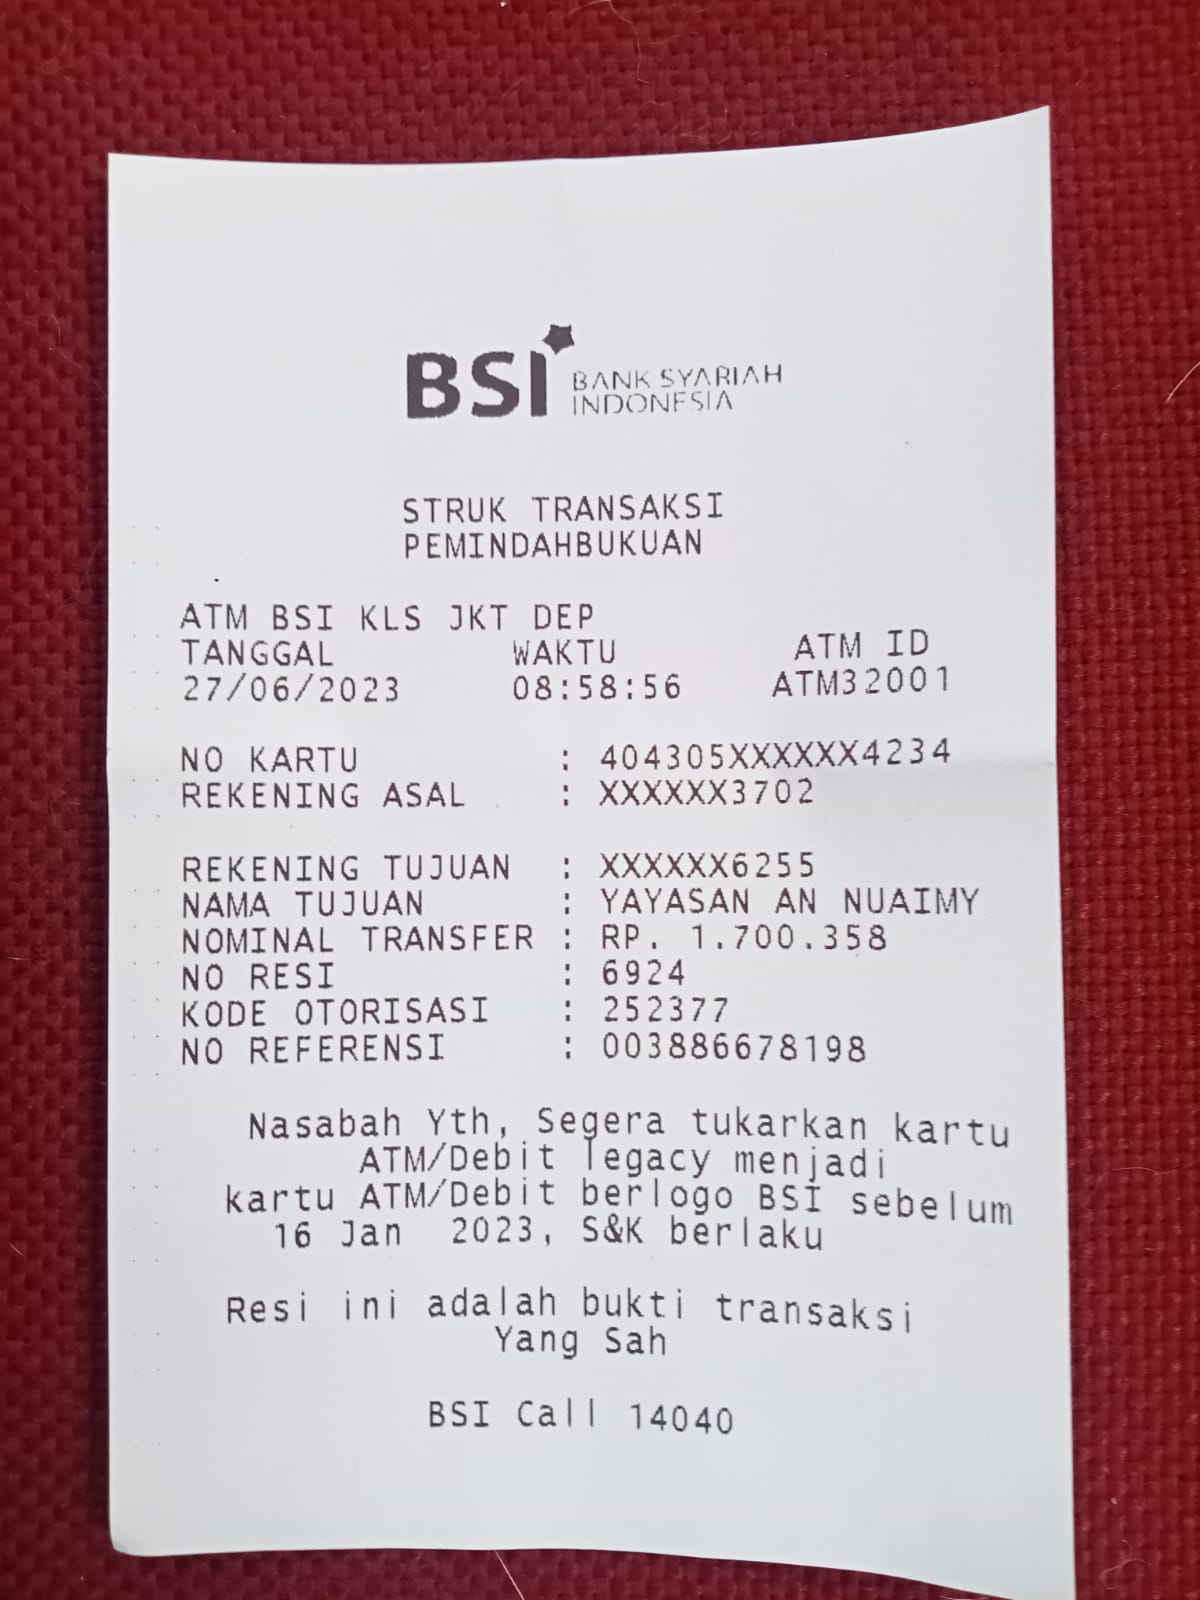 BSI BANK SYARIAH
INDONESIA
STRUK TRANSAKSI
PEMINDAHBUKUAN
ATM BSI KLS JKT DEP
TANGGAL WAKTU ATM ID
27/06/2023 08:58:56 ATM32001
NO KARTU : 404305XXXXXX4234
REKENING ASAL : XXXXXX3702
REKENING TUJUAN : XXXXXX6255
NAMA TUJUAN : YAYASAN AN NUAIMY
NOMINAL TRANSFER : RP. 1.700.358
NO RESI : 6924
KODE OTORISASI : 252377
NO REFERENSI : 003886678198
Nasabah Yth, Segera tukarkan kartu
ATM/Debit legacy menjadi
kartu ATM/Debit berlogo BSI sebelum
16 Jan 2023, S&K berlaku
Resi ini adalah bukti transaksi
Yang Sah
BSI Call 14040